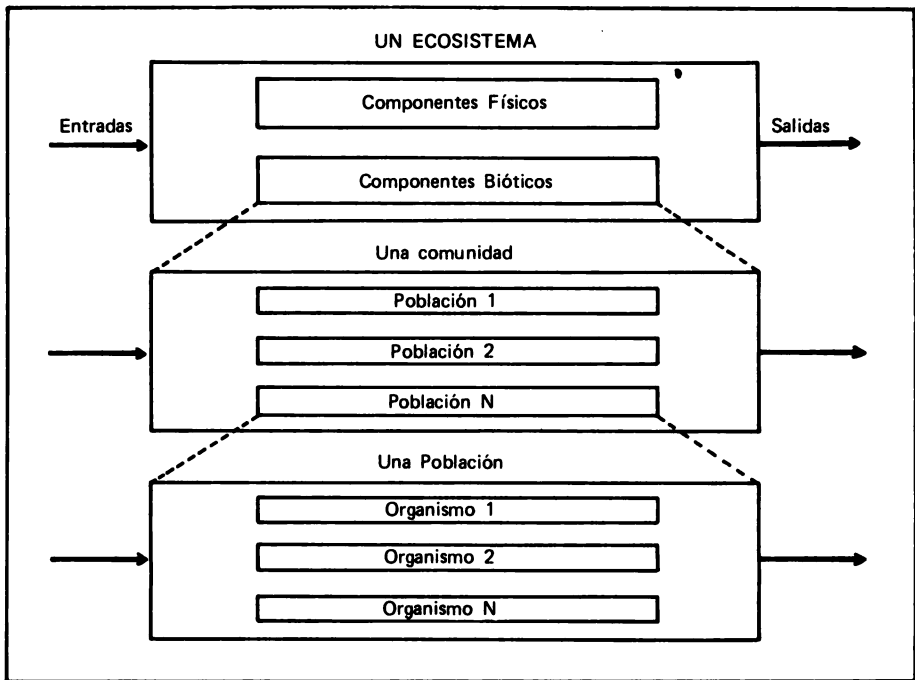 UN ECOSISTEMA
Componentes Físicos
Entradas
Salidas
Componentes Bióticos
Una comunidad
Población 1
Población 2
Población N
Una Población
Organismo 1
Organismo 2
Organismo N